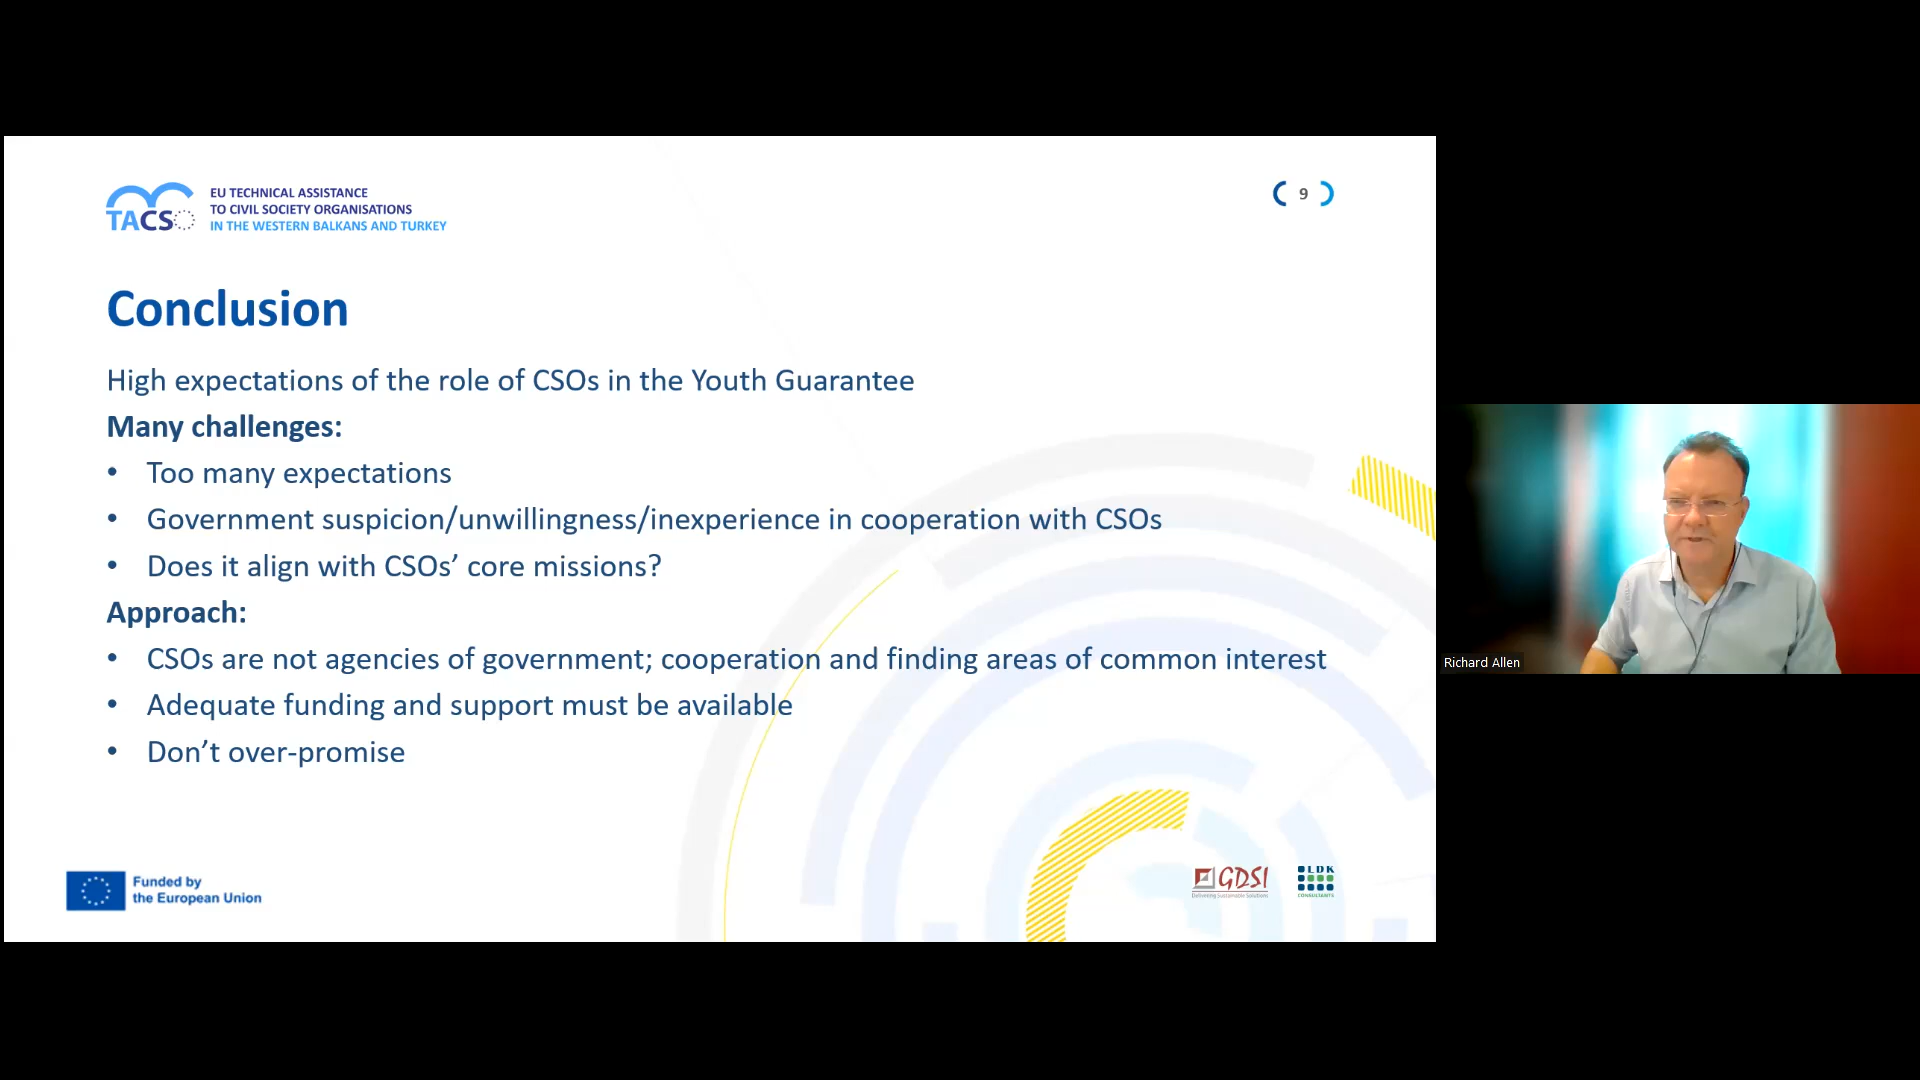 TACSO
EU TECHNICAL ASSISTANCE
TO CIVIL SOCIETY ORGANISATIONS
IN THE WESTERN BALKANS AND TURKEY
9
Conclusion
High expectations of the role of CSOs in the Youth Guarantee
Many challenges:
• Too many expectations
• Government suspicion/unwillingness/inexperience in cooperation with CSOs
• Does it align with CSOs’ core missions?
Approach:
• CSOs are not agencies of government; cooperation and finding areas of common interest
• Adequate funding and support must be available
• Don’t over-promise
Richard Allen
Funded by
the European Union
GDSI
Delivering Sustainable Solutions
LDK
CONSULTANTS